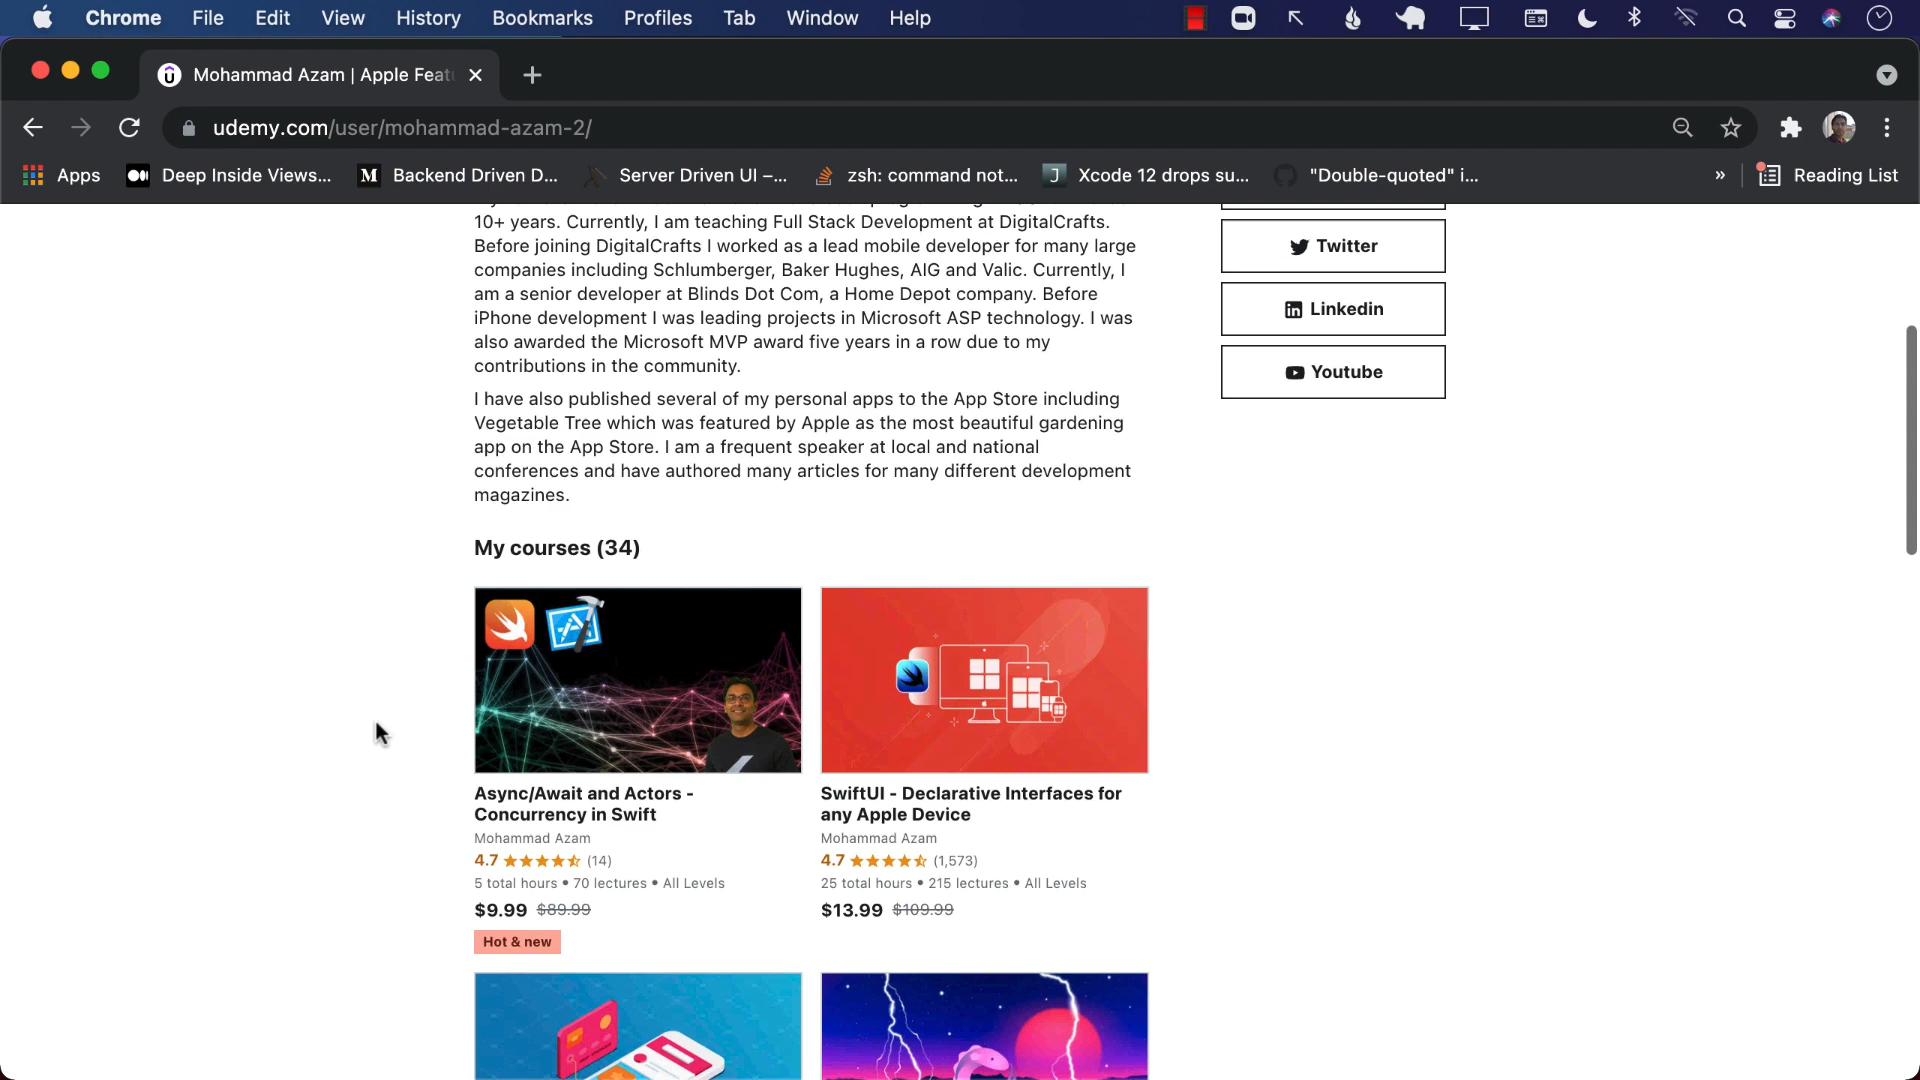 Chrome File Edit View History Bookmarks Profiles Tab Window Help
Mohammad Azam | Apple Feat
udemy.com/user/mohammad-azam-2/
Apps Deep Inside Views... Backend Driven D... Server Driven UI –... zsh: command not... Xcode 12 drops su... "Double-quoted" i... » Reading List
10+ years. Currently, I am teaching Full Stack Development at DigitalCrafts.
Before joining DigitalCrafts I worked as a lead mobile developer for many large
companies including Schlumberger, Baker Hughes, AIG and Valic. Currently, I
am a senior developer at Blinds Dot Com, a Home Depot company. Before
iPhone development I was leading projects in Microsoft ASP technology. I was
also awarded the Microsoft MVP award five years in a row due to my
contributions in the community.
I have also published several of my personal apps to the App Store including
Vegetable Tree which was featured by Apple as the most beautiful gardening
app on the App Store. I am a frequent speaker at local and national
conferences and have authored many articles for many different development
magazines.
Twitter
Linkedin
Youtube
My courses (34)
Async/Await and Actors -
Concurrency in Swift
Mohammad Azam
4.7 (14)
5 total hours • 70 lectures • All Levels
$9.99 $89.99
Hot & new
SwiftUI - Declarative Interfaces for
any Apple Device
Mohammad Azam
4.7 (1,573)
25 total hours • 215 lectures • All Levels
$13.99 $109.99